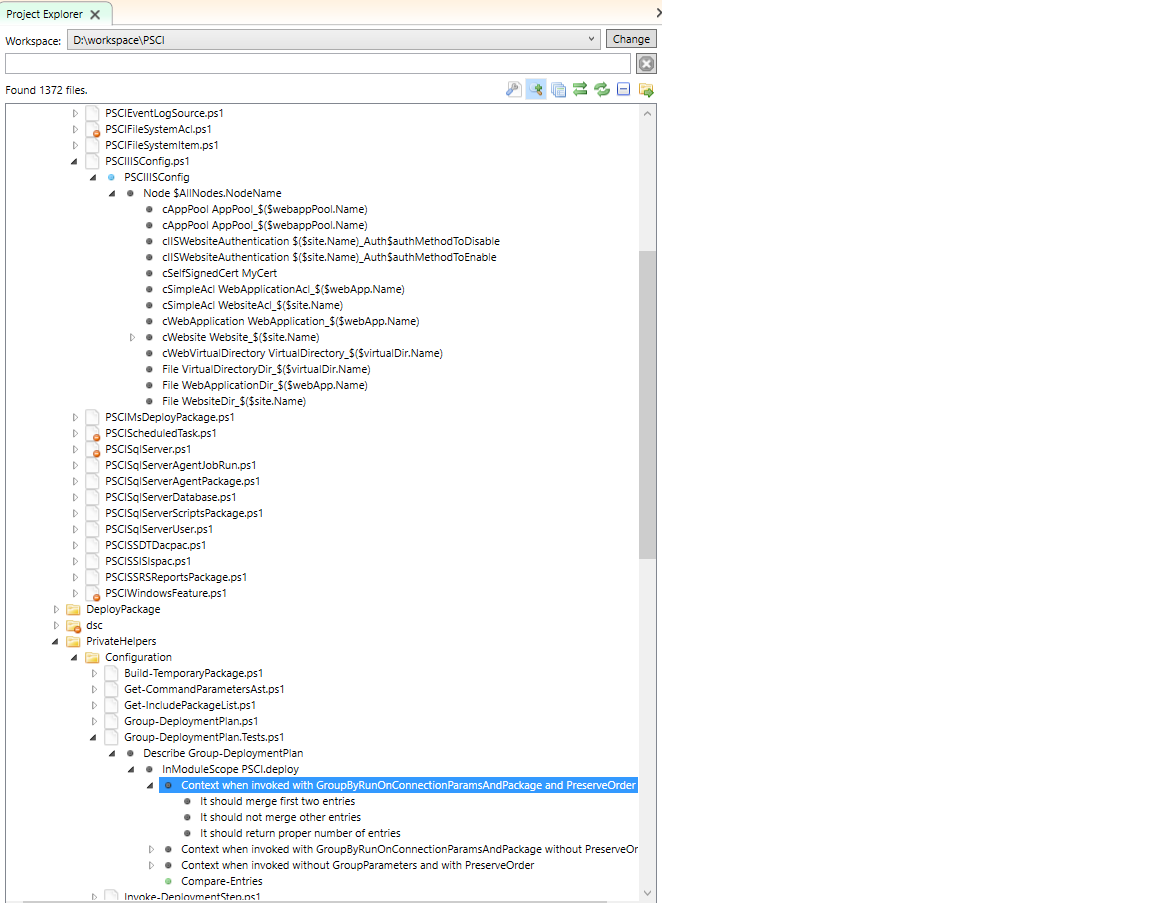 Project Explorer
Workspace: D:\workspace\PSCI Change
Found 1372 files.
PSCIEventLogSource.ps1
PSCIFileSystemAcl.ps1
PSCIFileSystemItem.ps1
PSCIIISConfig.ps1
PSCIIISConfig
Node $AllNodes.NodeName
cAppPool AppPool_$($webappPool.Name)
cAppPool AppPool_$($webappPool.Name)
cIISWebsiteAuthentication $($site.Name)_Auth$authMethodToDisable
cIISWebsiteAuthentication $($site.Name)_Auth$authMethodToEnable
cSelfSignedCert MyCert
cSimpleAcl WebApplicationAcl_$($webApp.Name)
cSimpleAcl WebsiteAcl_$($site.Name)
cWebApplication WebApplication_$($webApp.Name)
cWebsite Website_$($site.Name)
cWebVirtualDirectory VirtualDirectory_$($virtualDir.Name)
File VirtualDirectoryDir_$($virtualDir.Name)
File WebApplicationDir_$($webApp.Name)
File WebsiteDir_$($site.Name)
PSCIMsDeployPackage.ps1
PSCIScheduledTask.ps1
PSCISqlServer.ps1
PSCISqlServerAgentJobRun.ps1
PSCISqlServerAgentPackage.ps1
PSCISqlServerDatabase.ps1
PSCISqlServerScriptsPackage.ps1
PSCISqlServerUser.ps1
PSCISSDTDacpac.ps1
PSCISSISIspac.ps1
PSCISSRSReportsPackage.ps1
PSCIWindowsFeature.ps1
DeployPackage
dsc
PrivateHelpers
Configuration
Build-TemporaryPackage.ps1
Get-CommandParametersAst.ps1
Get-IncludePackageList.ps1
Group-DeploymentPlan.ps1
Group-DeploymentPlan.Tests.ps1
Describe Group-DeploymentPlan
InModuleScope PSCI.deploy
Context when invoked with GroupByRunOnConnectionParamsAndPackage and PreserveOrder
It should merge first two entries
It should not merge other entries
It should return proper number of entries
Context when invoked with GroupByRunOnConnectionParamsAndPackage without PreserveOr
Context when invoked without GroupParameters and with PreserveOrder
Compare-Entries
Invoke-DeploymentStep.ps1